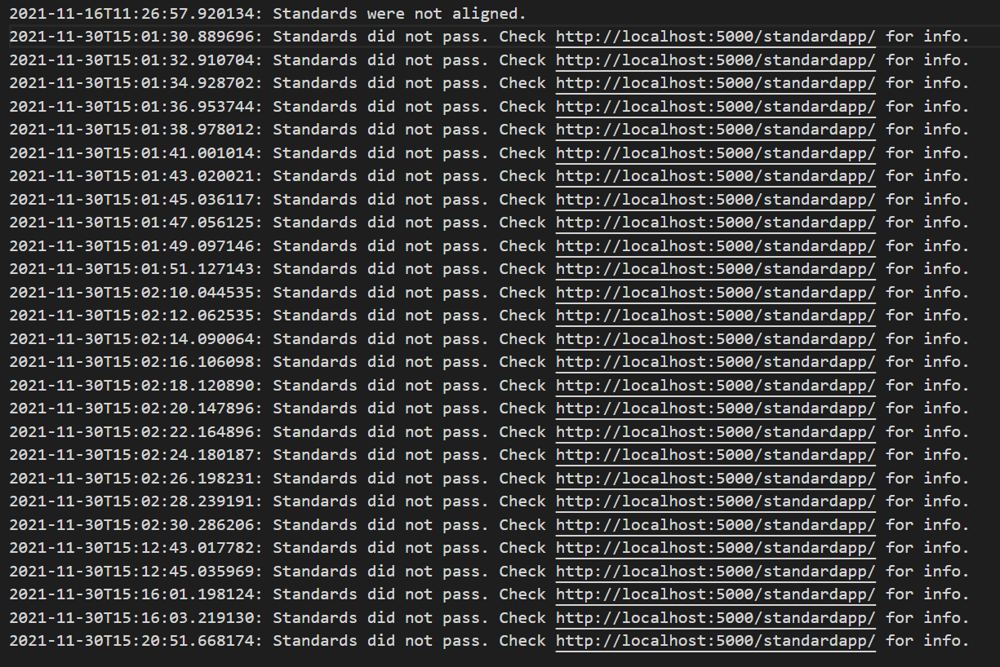 2021-11-16T11:26:57.920134: Standards were not aligned.
2021-11-30T15:01:30.889696: Standards did not pass. Check http://localhost:5000/standardapp/ for info.
2021-11-30T15:01:32.910704: Standards did not pass. Check http://localhost:5000/standardapp/ for info.
2021-11-30T15:01:34.928702: Standards did not pass. Check http://localhost:5000/standardapp/ for info.
2021-11-30T15:01:36.953744: Standards did not pass. Check http://localhost:5000/standardapp/ for info.
2021-11-30T15:01:38.978012: Standards did not pass. Check http://localhost:5000/standardapp/ for info.
2021-11-30T15:01:41.001014: Standards did not pass. Check http://localhost:5000/standardapp/ for info.
2021-11-30T15:01:43.020021: Standards did not pass. Check http://localhost:5000/standardapp/ for info.
2021-11-30T15:01:45.036117: Standards did not pass. Check http://localhost:5000/standardapp/ for info.
2021-11-30T15:01:47.056125: Standards did not pass. Check http://localhost:5000/standardapp/ for info.
2021-11-30T15:01:49.097146: Standards did not pass. Check http://localhost:5000/standardapp/ for info.
2021-11-30T15:01:51.127143: Standards did not pass. Check http://localhost:5000/standardapp/ for info.
2021-11-30T15:02:10.044535: Standards did not pass. Check http://localhost:5000/standardapp/ for info.
2021-11-30T15:02:12.062535: Standards did not pass. Check http://localhost:5000/standardapp/ for info.
2021-11-30T15:02:14.090064: Standards did not pass. Check http://localhost:5000/standardapp/ for info.
2021-11-30T15:02:16.106098: Standards did not pass. Check http://localhost:5000/standardapp/ for info.
2021-11-30T15:02:18.120890: Standards did not pass. Check http://localhost:5000/standardapp/ for info.
2021-11-30T15:02:20.147896: Standards did not pass. Check http://localhost:5000/standardapp/ for info.
2021-11-30T15:02:22.164896: Standards did not pass. Check http://localhost:5000/standardapp/ for info.
2021-11-30T15:02:24.180187: Standards did not pass. Check http://localhost:5000/standardapp/ for info.
2021-11-30T15:02:26.198231: Standards did not pass. Check http://localhost:5000/standardapp/ for info.
2021-11-30T15:02:28.239191: Standards did not pass. Check http://localhost:5000/standardapp/ for info.
2021-11-30T15:02:30.286206: Standards did not pass. Check http://localhost:5000/standardapp/ for info.
2021-11-30T15:12:43.017782: Standards did not pass. Check http://localhost:5000/standardapp/ for info.
2021-11-30T15:12:45.035969: Standards did not pass. Check http://localhost:5000/standardapp/ for info.
2021-11-30T15:16:01.198124: Standards did not pass. Check http://localhost:5000/standardapp/ for info.
2021-11-30T15:16:03.219130: Standards did not pass. Check http://localhost:5000/standardapp/ for info.
2021-11-30T15:20:51.668174: Standards did not pass. Check http://localhost:5000/standardapp/ for info.